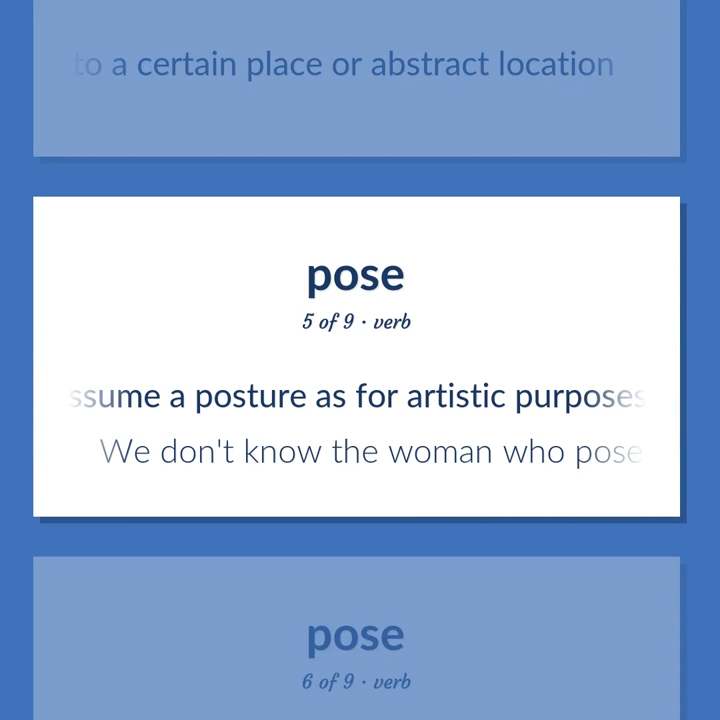 to a certain place or abstract location
pose
5 of 9 · verb
ssume a posture as for artistic purposes
We don't know the woman who pose
pose
6 of 9 · verb